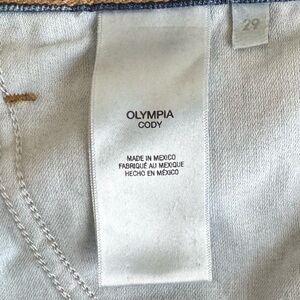 29
OLYMPIA
CODY
MADE IN MEXICO
FABRIQUÉ AU MEXIQUE
HECHO EN MÉXICO